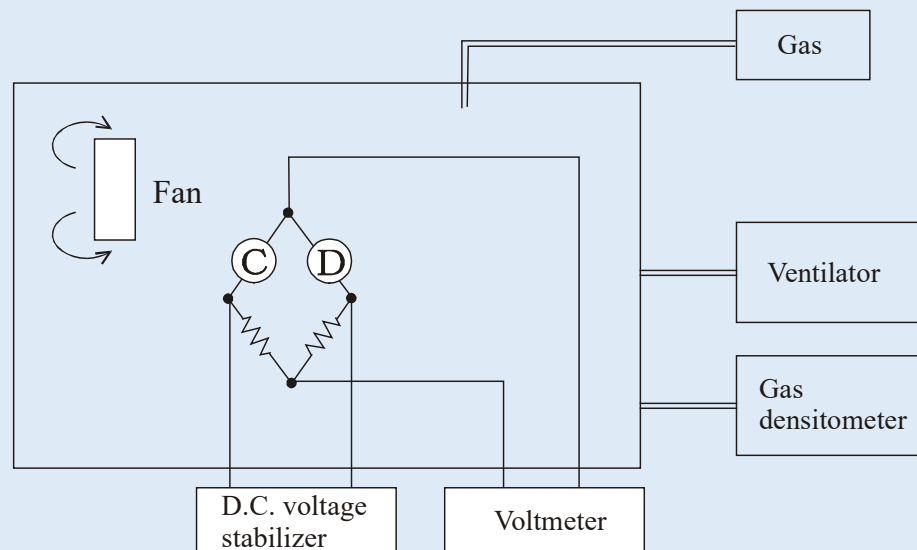 Gas
Fan
C
D
Ventilator
Gas
densitometer
D.C. voltage
stabilizer
Voltmeter